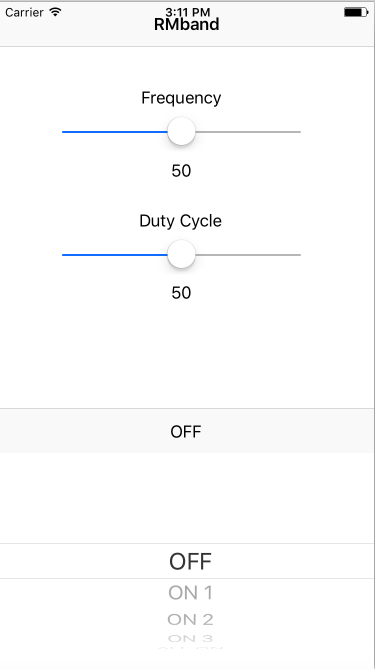 Carrier 3:11 PM
RMband
Frequency
50
Duty Cycle
50
OFF
OFF
ON 1
ON 2
ON 3